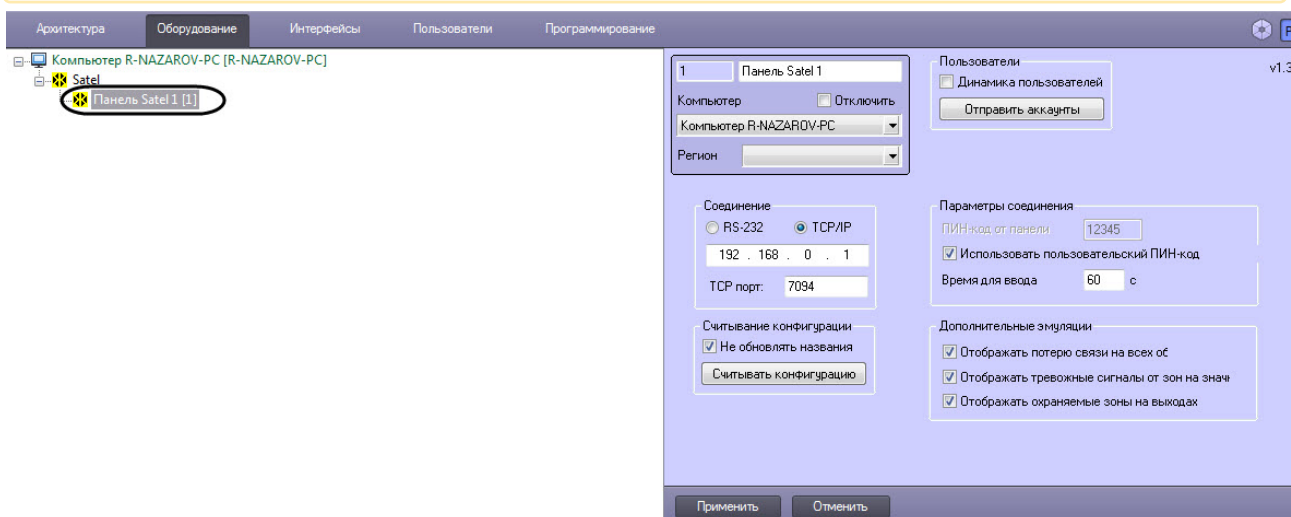 Архитектура Оборудование Интерфейсы Пользователи Программирование
Компьютер R-NAZAROV-PC [R-NAZAROV-PC]
Satel
Панель Satel 1 [1]
1 Панель Satel 1
Компьютер Отключить
Компьютер R-NAZAROV-PC
Регион
Пользователи
Динамика пользователей
Отправить аккаунты
v1.3
Соединение
RS-232 TCP/IP
192 . 168 . 0 . 1
TCP порт: 7094
Параметры соединения
ПИН-код от панели 12345
Использовать пользовательский ПИН-код
Время для ввода 60 с
Считывание конфигурации
Не обновлять названия
Считывать конфигурацию
Дополнительные эмуляции
Отображать потерю связи на всех об
Отображать тревожные сигналы от зон на знач
Отображать охраняемые зоны на выходах
Применить Отменить